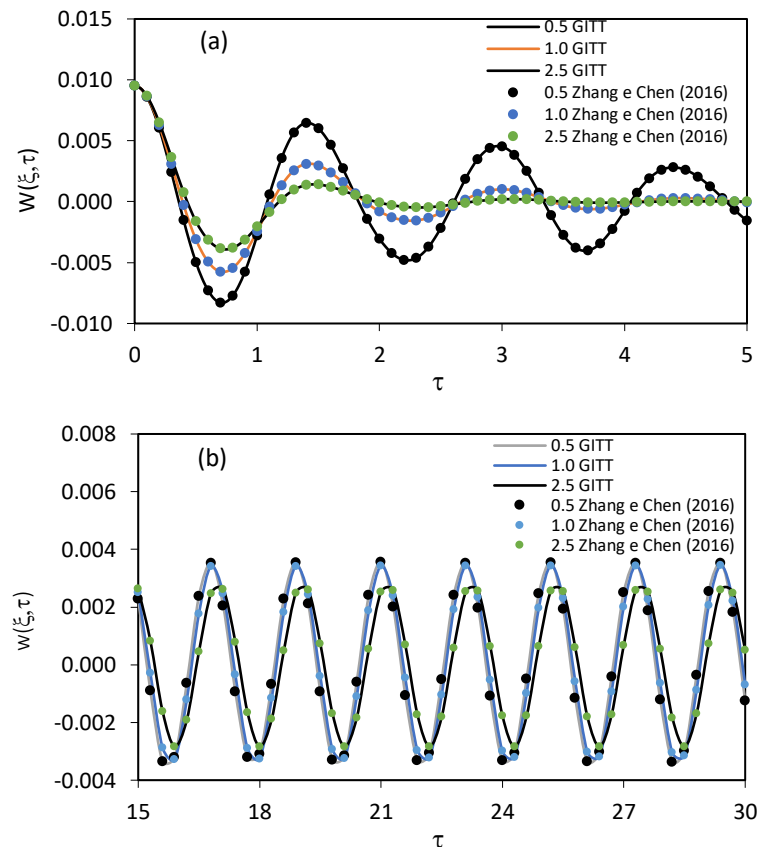 0.015
(a)
0.5 GITT
1.0 GITT
2.5 GITT
0.5 Zhang e Chen (2016)
1.0 Zhang e Chen (2016)
2.5 Zhang e Chen (2016)
0.010
0.005
0.000
-0.005
-0.010
W(ξ,τ)
0 1 2 3 4 5
τ
0.008
(b)
0.5 GITT
1.0 GITT
2.5 GITT
0.5 Zhang e Chen (2016)
1.0 Zhang e Chen (2016)
2.5 Zhang e Chen (2016)
0.006
0.004
0.002
0.000
-0.002
-0.004
w(ξ,τ)
15 18 21 24 27 30
τ